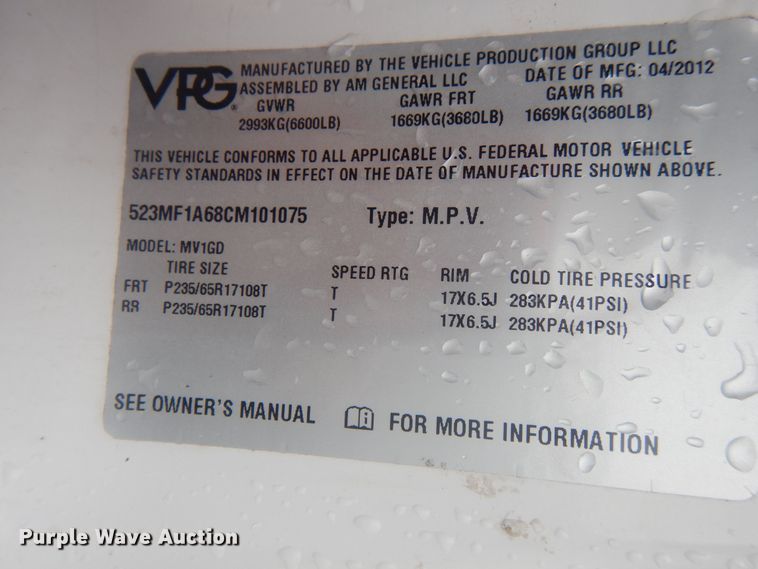 VPG® MANUFACTURED BY THE VEHICLE PRODUCTION GROUP LLC
ASSEMBLED BY AM GENERAL LLC DATE OF MFG: 04/2012
GVWR GAWR FRT GAWR RR
2993KG(6600LB) 1669KG(3680LB) 1669KG(3680LB)
THIS VEHICLE CONFORMS TO ALL APPLICABLE U.S. FEDERAL MOTOR VEHICLE
SAFETY STANDARDS IN EFFECT ON THE DATE OF MANUFACTURE SHOWN ABOVE.
523MF1A68CM101075 Type: M.P.V.
MODEL: MV1GD
TIRE SIZE SPEED RTG RIM COLD TIRE PRESSURE
FRT P235/65R17108T T 17X6.5J 283KPA(41PSI)
RR P235/65R17108T T 17X6.5J 283KPA(41PSI)
SEE OWNER'S MANUAL FOR MORE INFORMATION
Purple Wave Auction